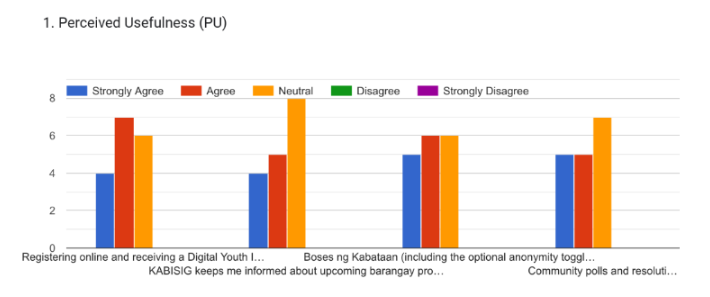 1. Perceived Usefulness (PU)
Strongly Agree Agree Neutral Disagree Strongly Disagree
8
6
4
2
0
Registering online and receiving a Digital Youth I... Boses ng Kabataan (including the optional anonymity toggl...
KABISIG keeps me informed about upcoming barangay pro... Community polls and resoluti...